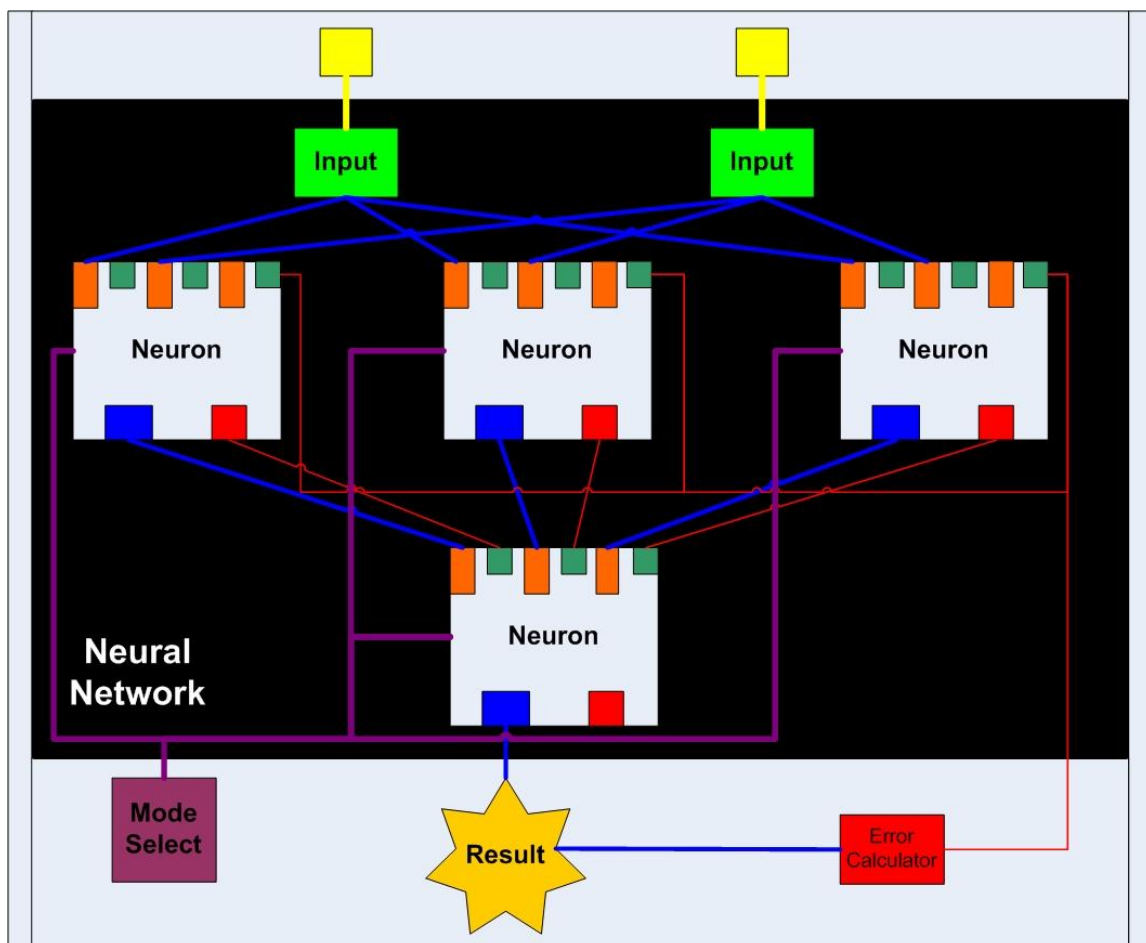 Input
Input
Neuron
Neuron
Neuron
Neuron
Neural
Network
Mode
Select
Result
Error
Calculator